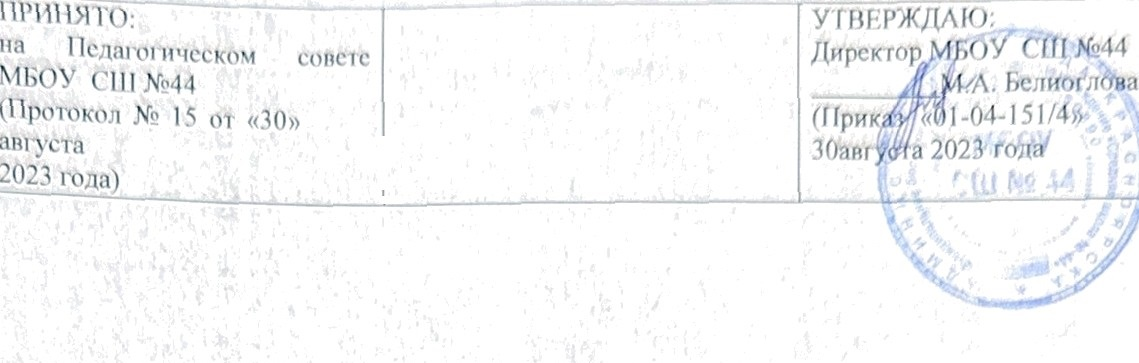 ПРИНЯТО:
на Педагогическом совете
МБОУ СШ №44
(Протокол № 15 от «30»
августа
2023 года)
УТВЕРЖДАЮ:
Директор МБОУ СШ №44
М.А. Белиоглова
(Приказ «01-04-151/4»
30августа 2023 года
СШ № 44
КРАСНОЯРСКА